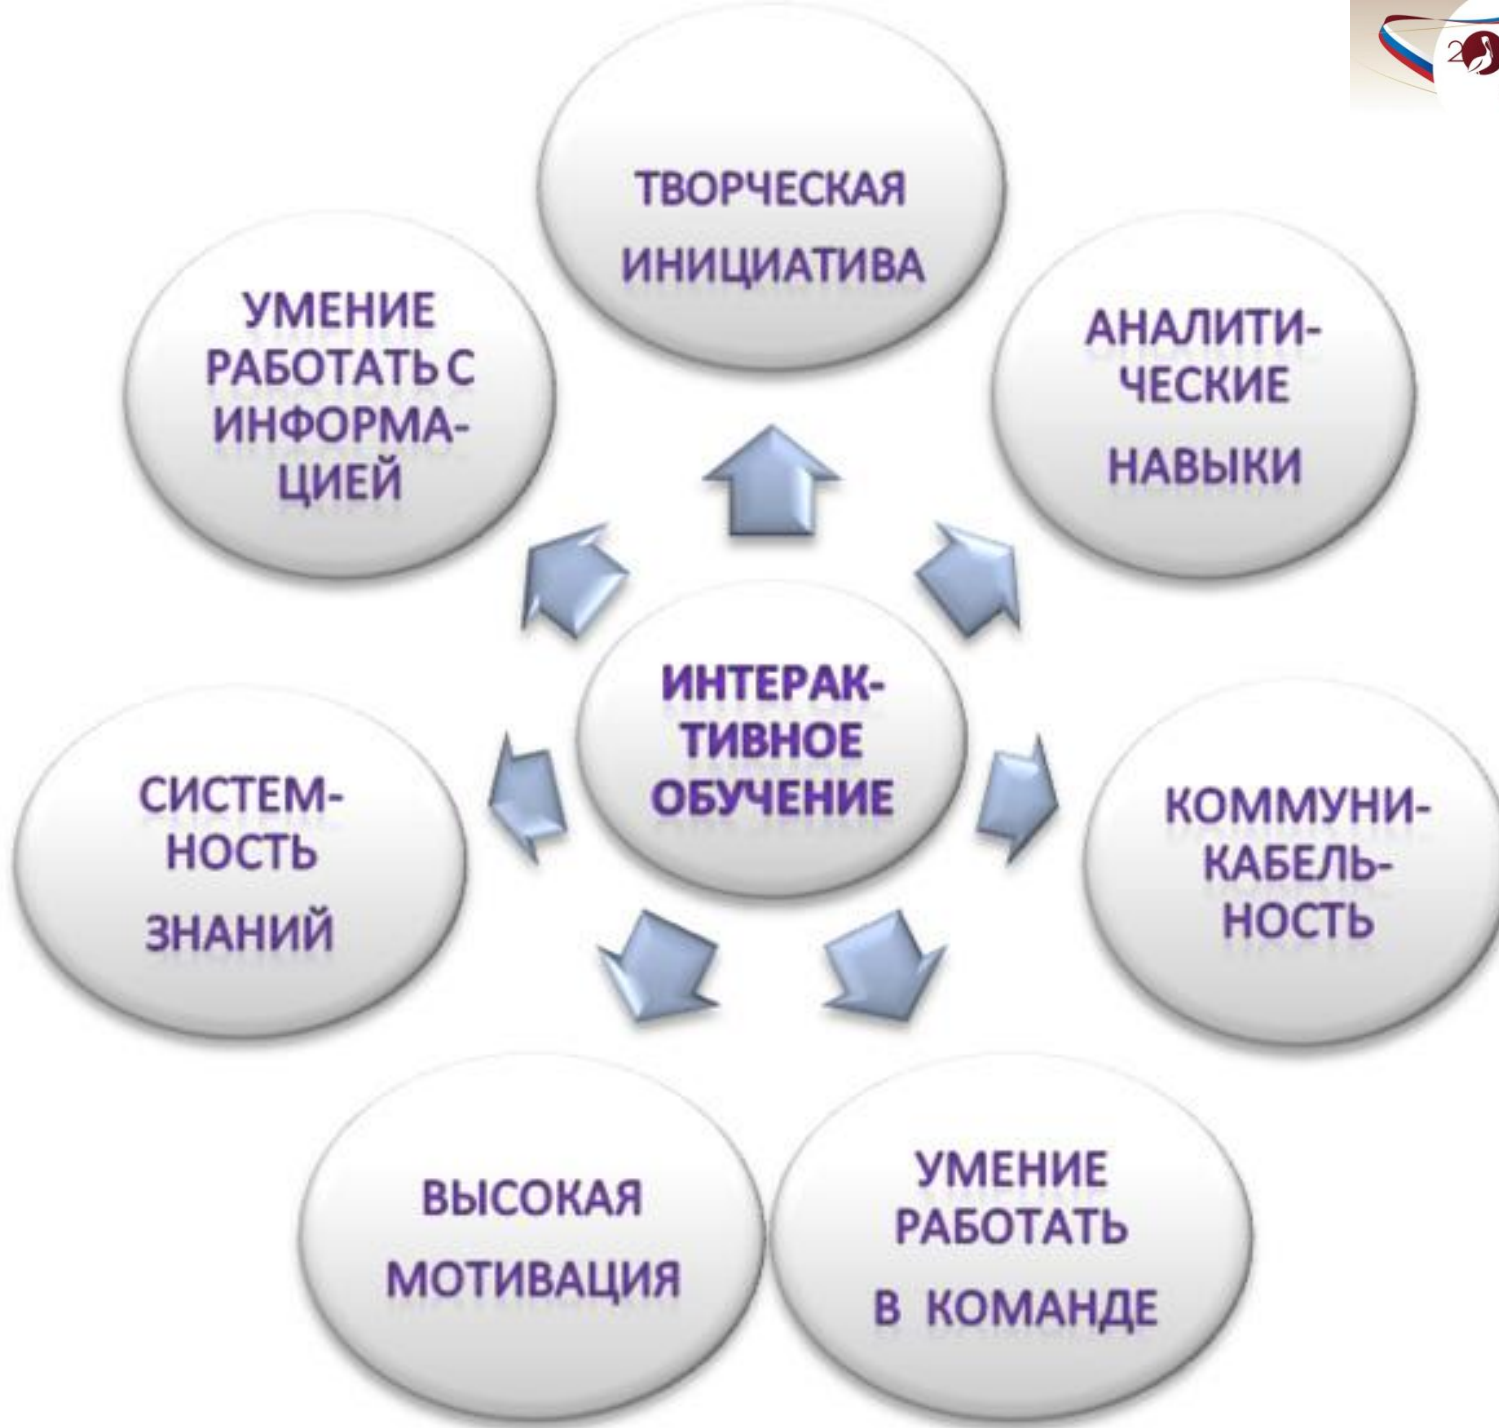 ТВОРЧЕСКАЯ
ИНИЦИАТИВА
АНАЛИТИ-
ЧЕСКИЕ
НАВЫКИ
КОММУНИ-
КАБЕЛЬ-
НОСТЬ
УМЕНИЕ
РАБОТАТЬ
В КОМАНДЕ
ВЫСОКАЯ
МОТИВАЦИЯ
СИСТЕМ-
НОСТЬ
ЗНАНИЙ
УМЕНИЕ
РАБОТАТЬ С
ИНФОРМА-
ЦИЕЙ
ИНТЕРАК-
ТИВНОЕ
ОБУЧЕНИЕ